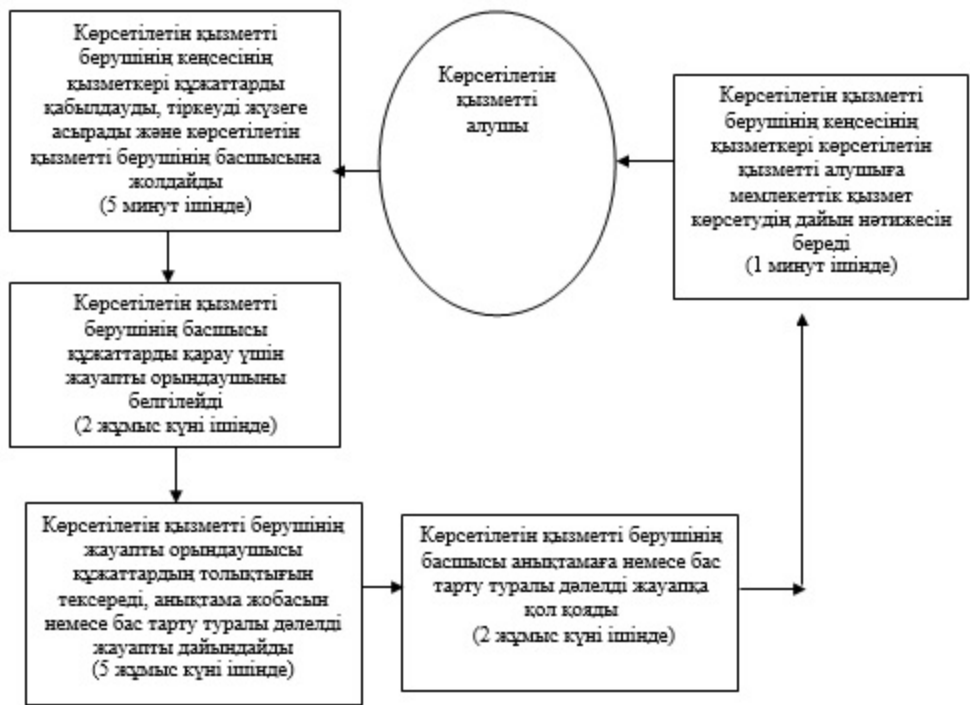 Көрсетілетін қызметті
берушінің кеңсесінің
қызметкері құжаттарды
қабылдауды, тіркеуді жүзеге
асырады және көрсетілетін
қызметті берушінің басшысына
жолдайды
(5 минут ішінде)
Көрсетілетін
қызметті
алушы
Көрсетілетін қызметті
берушінің кеңсесінің
қызметкері көрсетілетін
қызметті алушыға
мемлекеттік қызмет
көрсетудің дайын нәтижесін
береді
(1 минут ішінде)
Көрсетілетін қызметті
берушінің басшысы
құжаттарды қарау үшін
жауапты орындаушыны
белгілейді
(2 жұмыс күні ішінде)
Көрсетілетін қызметті берушінің
жауапты орындаушысы
құжаттардың толықтығын
тексереді, анықтама жобасын
немесе бас тарту туралы дәлелді
жауапты дайындайды
(5 жұмыс күні ішінде)
Көрсетілетін қызметті берушінің
басшысы анықтамаға немесе бас
тарту туралы дәлелді жауапқа
қол қояды
(2 жұмыс күні ішінде)